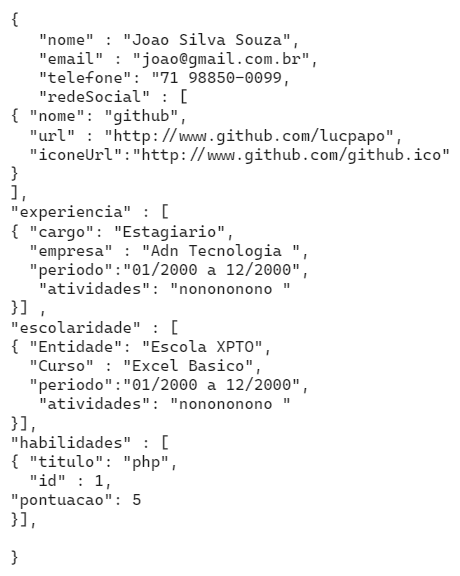 {
"nome" : "Joao Silva Souza",
"email" : "joao@gmail.com.br",
"telefone": "71 98850-0099,
"redeSocial" : [
{ "nome": "github",
"url" : "http://www.github.com/lucpapo",
"iconeUrl":"http://www.github.com/github.ico"
}
],
"experiencia" : [
{ "cargo": "Estagiario",
"empresa" : "Adn Tecnologia ",
"periodo":"01/2000 a 12/2000",
"atividades": "nonononono "
}] ,
"escolaridade" : [
{ "Entidade": "Escola XPTO",
"Curso" : "Excel Basico",
"periodo":"01/2000 a 12/2000",
"atividades": "nonononono "
}],
"habilidades" : [
{ "titulo": "php",
"id" : 1,
"pontuacao": 5
}],
}